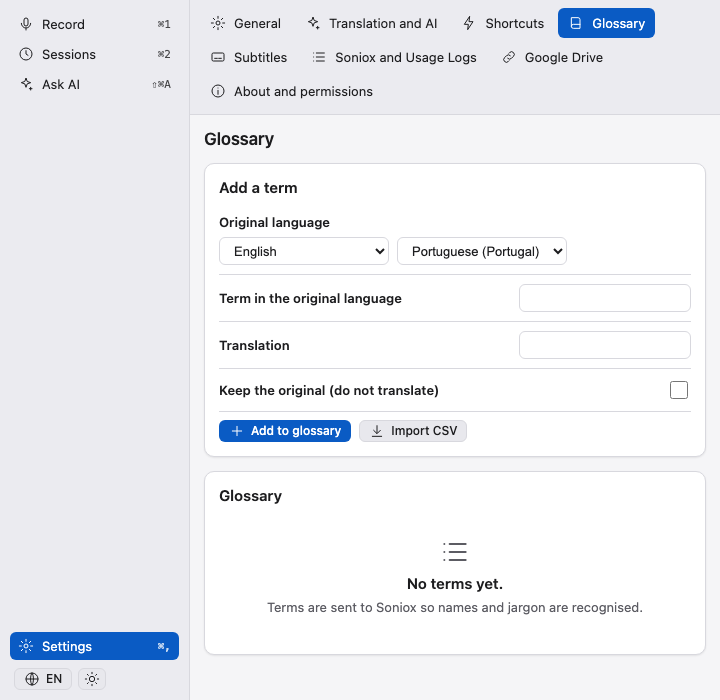 Record ⌘1
Sessions ⌘2
Ask AI ⇧⌘A
General Translation and AI Shortcuts Glossary
Subtitles Soniox and Usage Logs Google Drive
About and permissions
Glossary
Add a term
Original language
English Portuguese (Portugal)
Term in the original language
Translation
Keep the original (do not translate)
Add to glossary Import CSV
Glossary
No terms yet.
Terms are sent to Soniox so names and jargon are recognised.
Settings ⌘,
EN